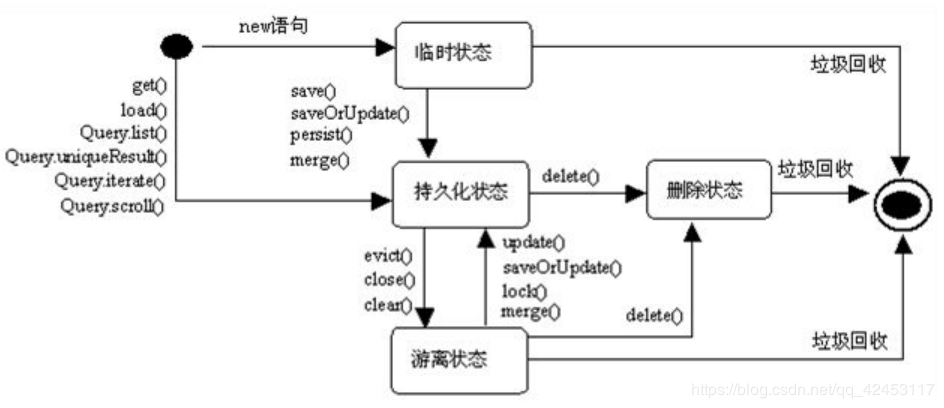 new语句
临时状态
垃圾回收
get()
load()
Query.list()
Query.uniqueResult()
Query.iterate()
Query.scroll()
save()
saveOrUpdate()
persist()
merge()
持久化状态
delete()
删除状态
垃圾回收
evict()
close()
clear()
update()
saveOrUpdate()
lock()
merge()
delete()
游离状态
垃圾回收
https://blog.csdn.net/qq_42453117